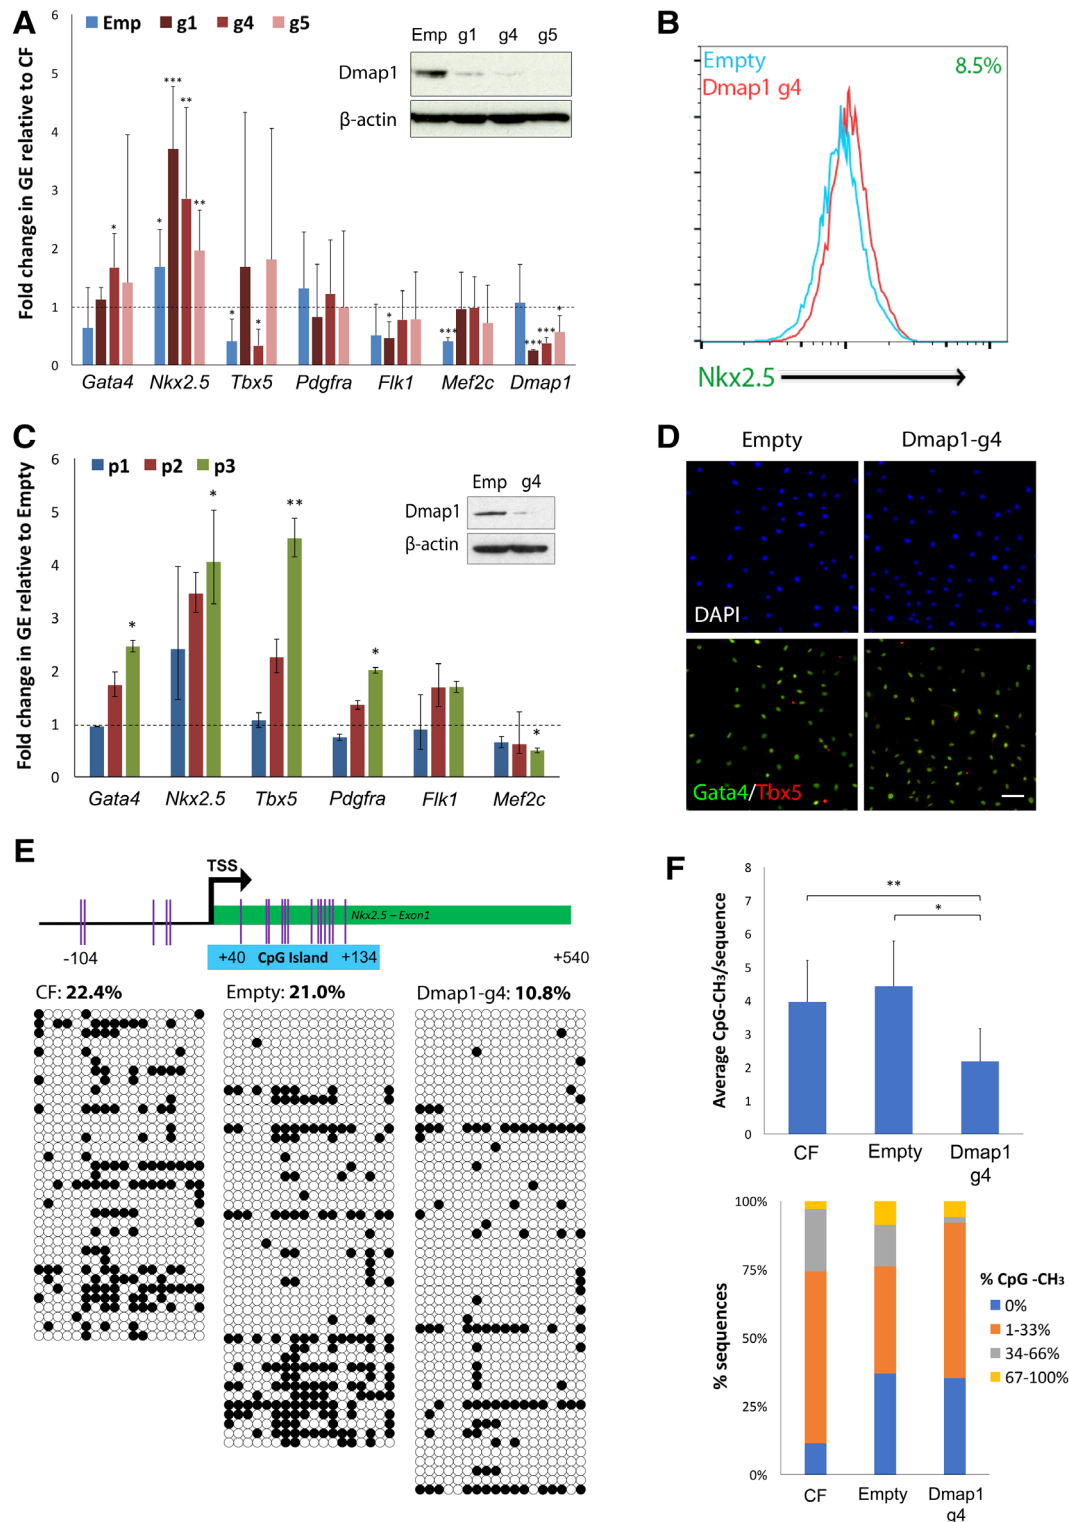 A
Fold change in GE relative to CF
6
5
4
3
2
1
0
Emp g1 g4 g5
Emp g1 g4 g5
Dmap1
β-actin
* *** ** ** * * * * *** *** *** *
Gata4 Nkx2.5 Tbx5 Pdgfra Flk1 Mef2c Dmap1
B
Empty
Dmap1 g4
8.5%
Nkx2.5
C
Fold change in GE relative to Empty
6
5
4
3
2
1
0
p1 p2 p3
Emp g4
Dmap1
β-actin
* * ** * *
Gata4 Nkx2.5 Tbx5 Pdgfra Flk1 Mef2c
D
Empty Dmap1-g4
DAPI
Gata4/Tbx5
E
TSS
Nkx2.5 – Exon1
-104 +40 CpG Island +134 +540
CF: 22.4% Empty: 21.0% Dmap1-g4: 10.8%
F
Average CpG-CH3/sequence
8
7
6
5
4
3
2
1
0
**
*
CF Empty Dmap1
g4
% sequences
100%
75%
50%
25%
0%
% CpG -CH3
0%
1-33%
34-66%
67-100%
CF Empty Dmap1
g4